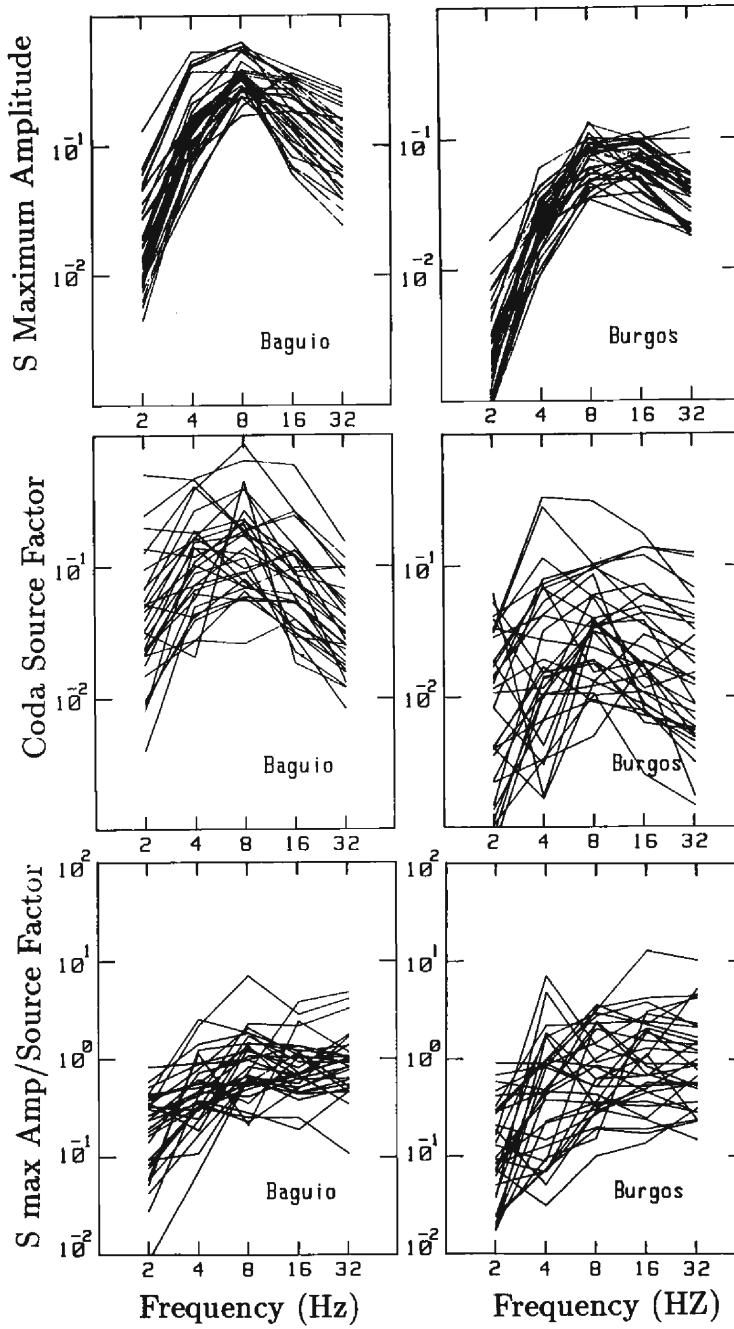 S Maximum Amplitude
10^-1
10^-2
Baguio
2 4 8 16 32
10^-1
10^-2
Burgos
2 4 8 16 32
Coda Source Factor
10^-1
10^-2
Baguio
2 4 8 16 32
10^-1
10^-2
Burgos
2 4 8 16 32
S max Amp/Source Factor
10^2
10^1
10^0
10^-1
10^-2
Baguio
2 4 8 16 32
Frequency (Hz)
10^2
10^1
10^0
10^-1
10^-2
Burgos
2 4 8 16 32
Frequency (HZ)